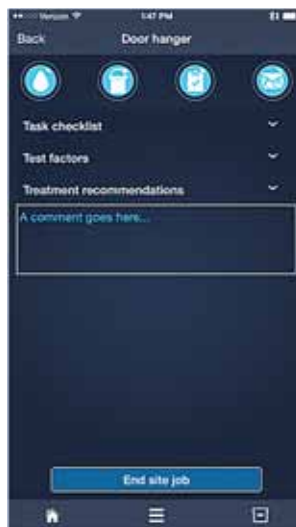 Verizon 1:47 PM
Back Door hanger
Task checklist
Test factors
Treatment recommendations
A comment goes here...
End site job